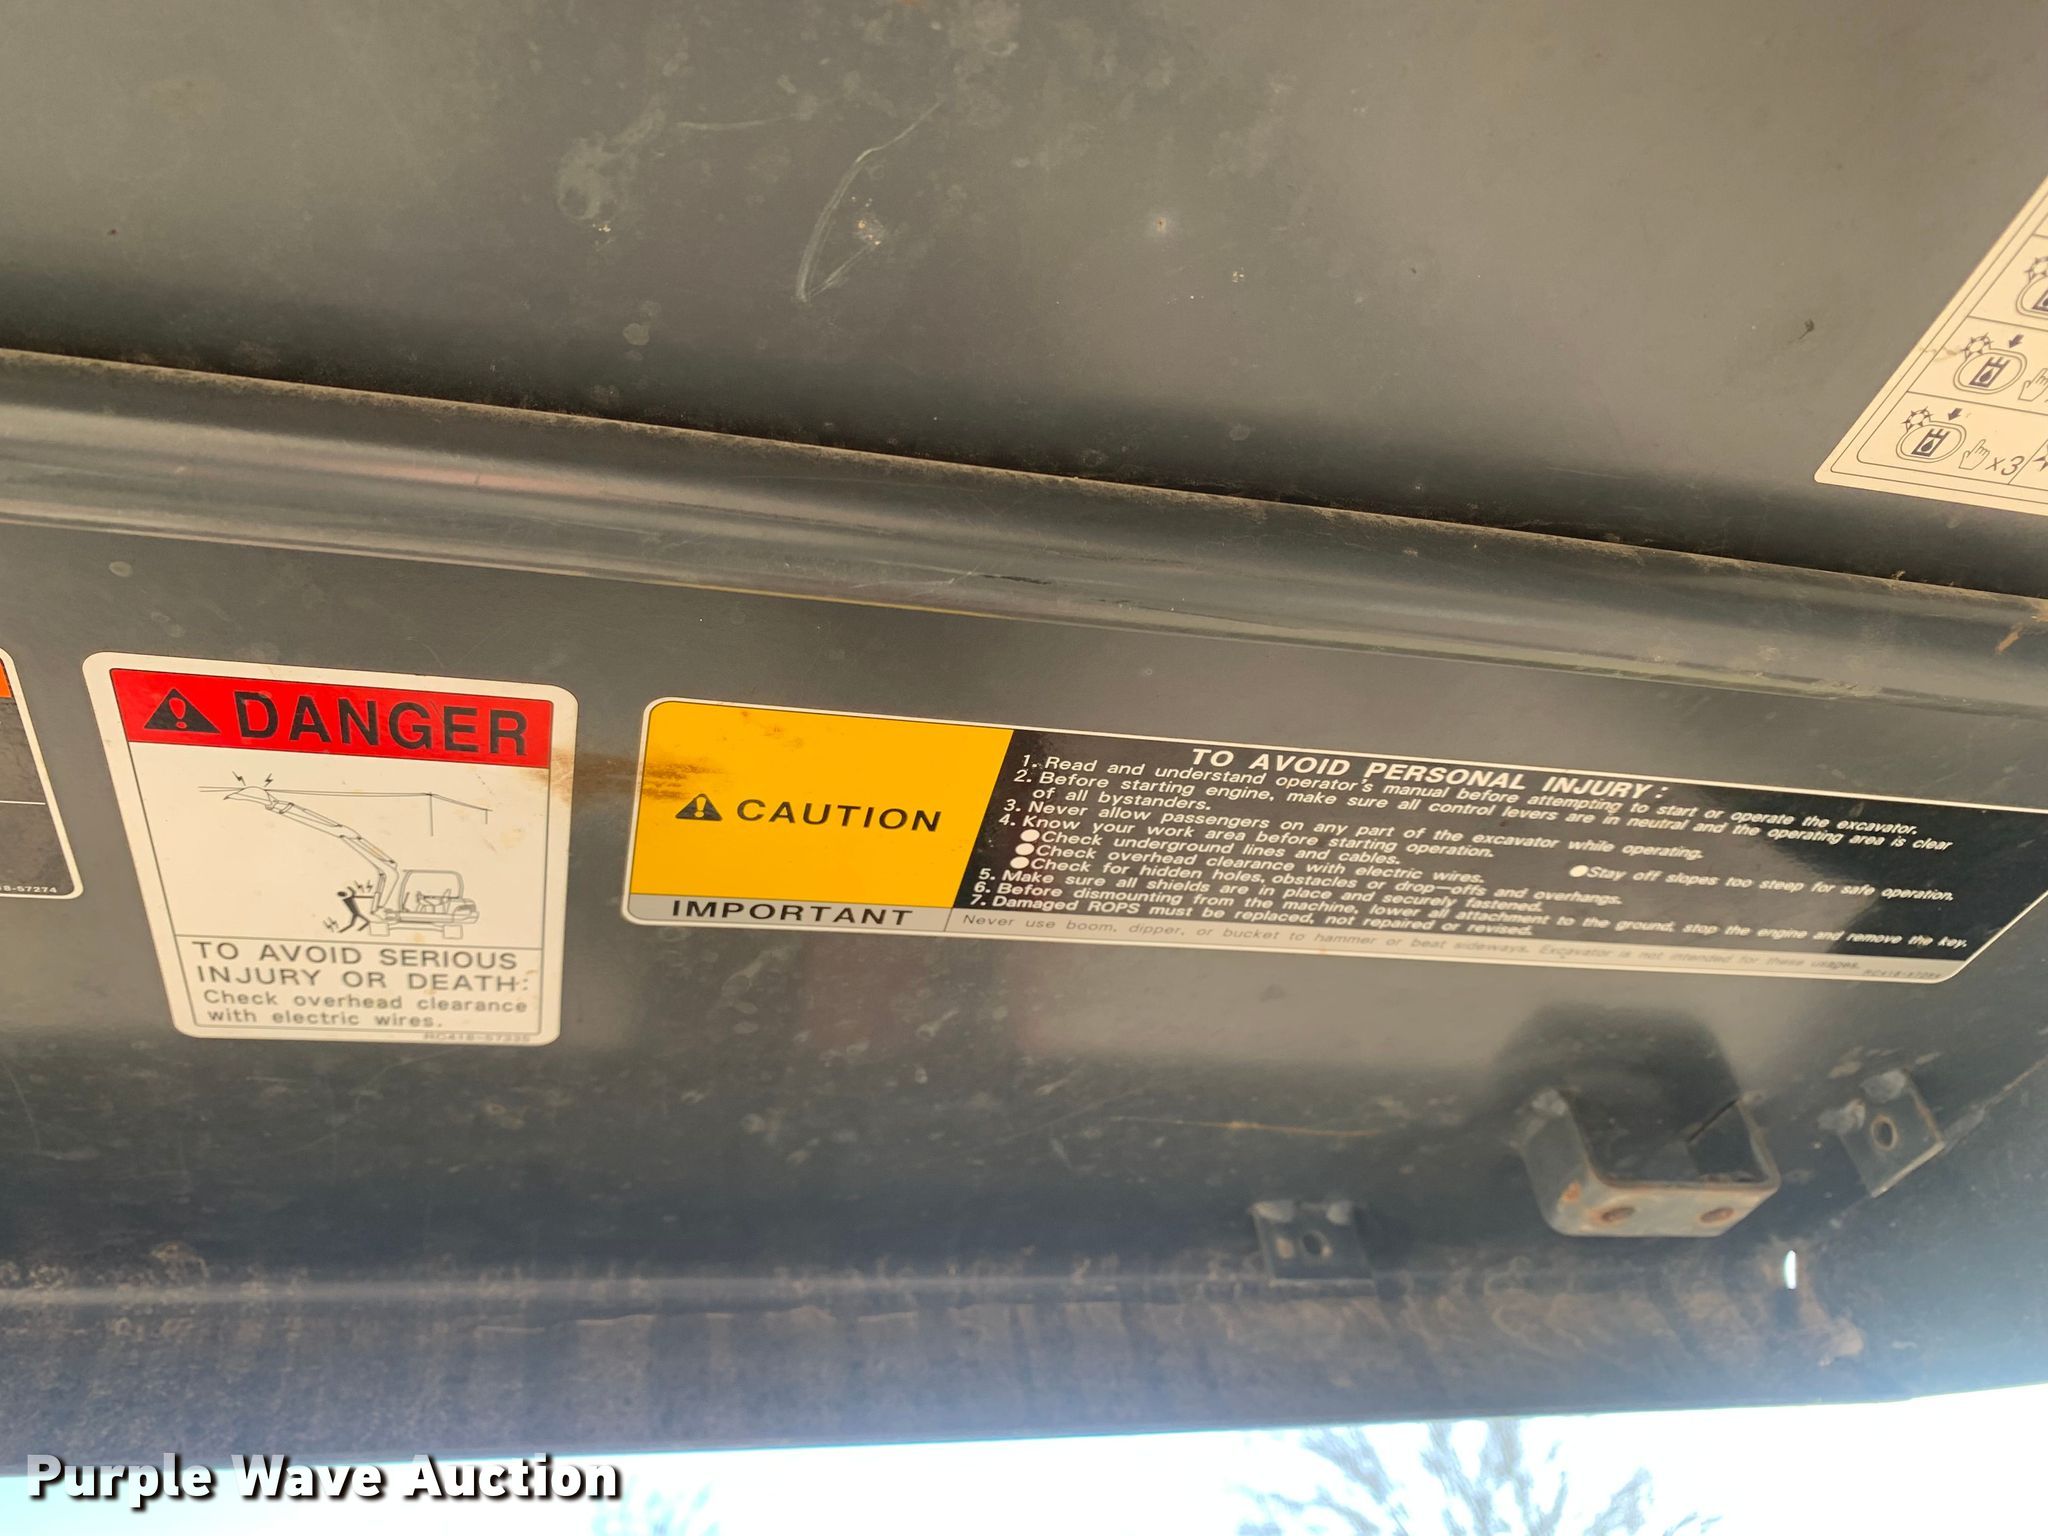 x3
DANGER
TO AVOID SERIOUS
INJURY OR DEATH:
Check overhead clearance
with electric wires.
RC418-57335
8-57274
CAUTION
IMPORTANT
TO AVOID PERSONAL INJURY:
1. Read and understand operator's manual before attempting to start or operate the excavator.
2. Before starting engine, make sure all control levers are in neutral and the operating area is clear
of all bystanders.
3. Never allow passengers on any part of the excavator while operating.
4. Know your work area before starting operation.
●Check underground lines and cables.
●Check overhead clearance with electric wires.
●Check for hidden holes, obstacles or drop-offs and overhangs.
●Stay off slopes too steep for safe operation.
5. Make sure all shields are in place and securely fastened.
6. Before dismounting from the machine, lower all attachment to the ground, stop the engine and remove the key.
7. Damaged ROPS must be replaced, not repaired or revised.
Never use boom, dipper, or bucket to hammer or beat sideways. Excavator is not intended for these usages.
Purple Wave Auction